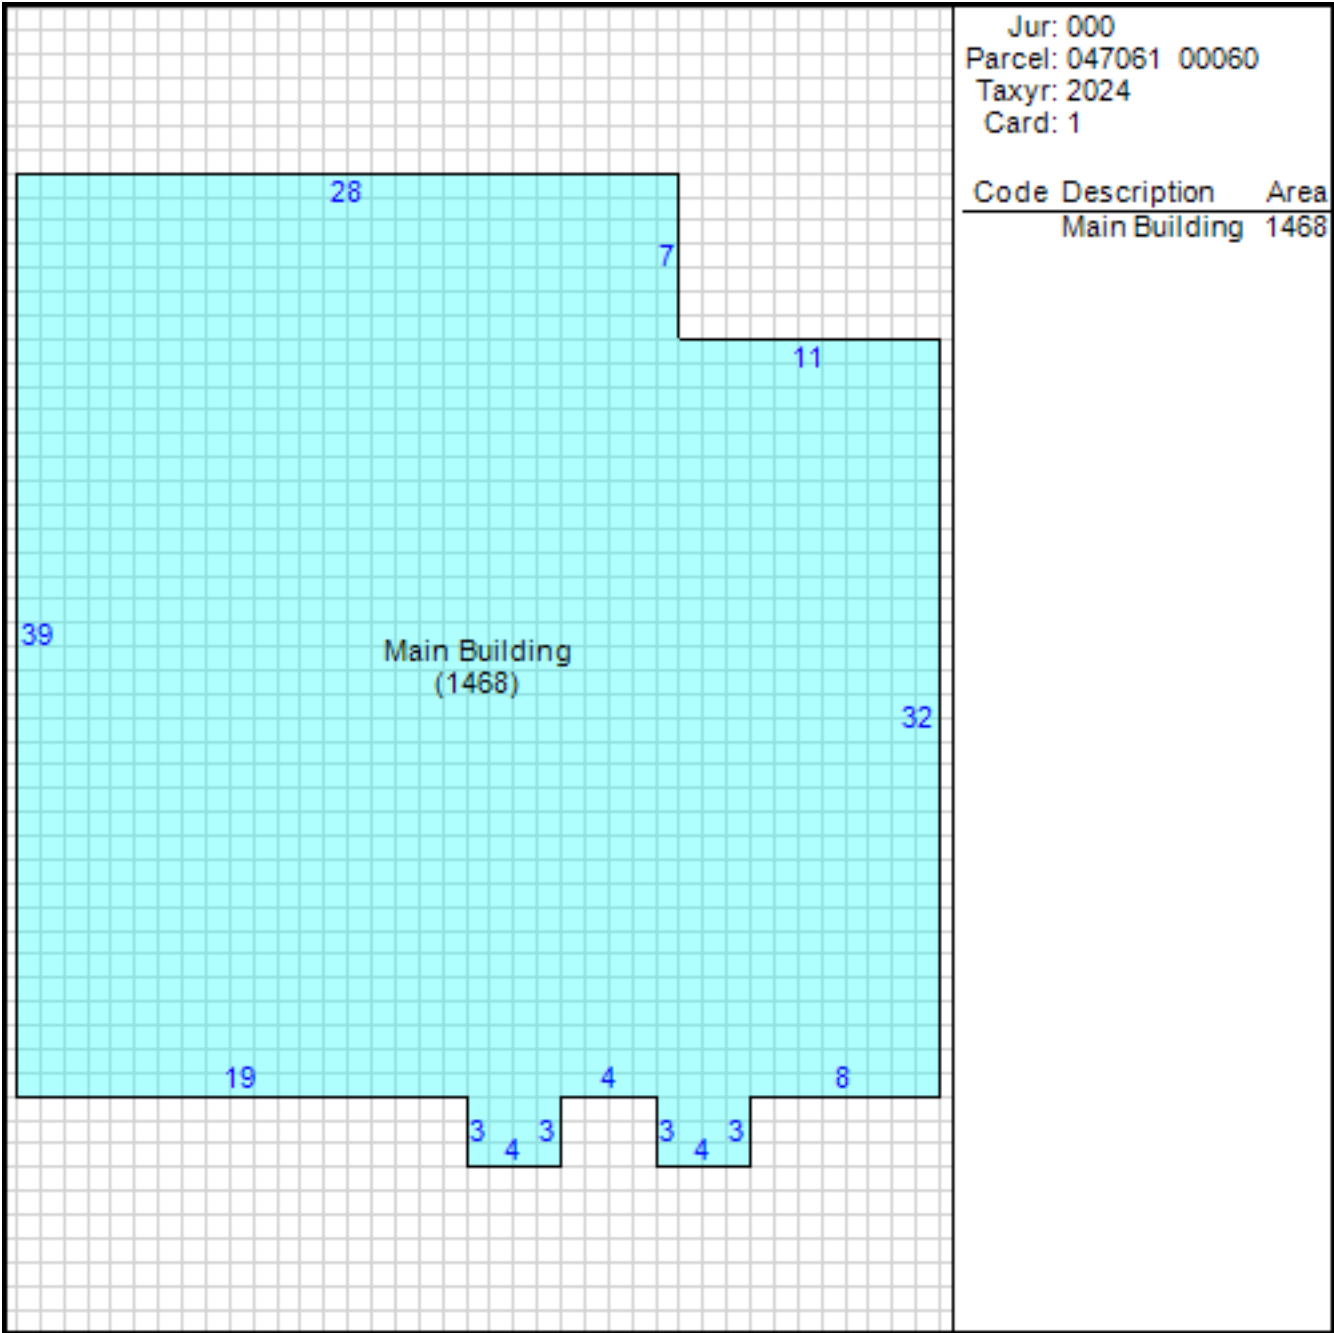 Jur: 000
Parcel: 047061 00060
Taxyr: 2024
Card: 1
Code Description Area
Main Building 1468
28
7
11
39
Main Building
(1468)
32
19
4
8
3
4
3
3
4
3